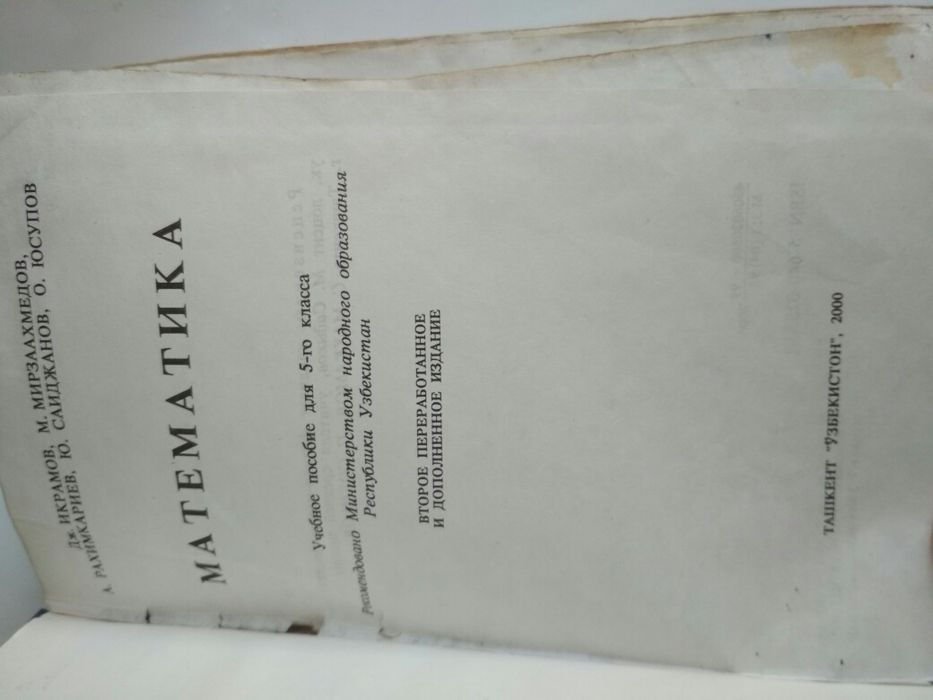 Дж. ИКРАМОВ, М. МИРЗААХМЕДОВ,
А. РАХИМКАРИЕВ, Ю. САИДЖАНОВ, О. ЮСУПОВ
МАТЕМАТИКА
Учебное пособие для 5-го класса
Рекомендовано Министерством народного образования
Республики Узбекистан
ВТОРОЕ ПЕРЕРАБОТАННОЕ
И ДОПОЛНЕННОЕ ИЗДАНИЕ
ТАШКЕНТ "ЎЗБЕКИСТОН", 2000